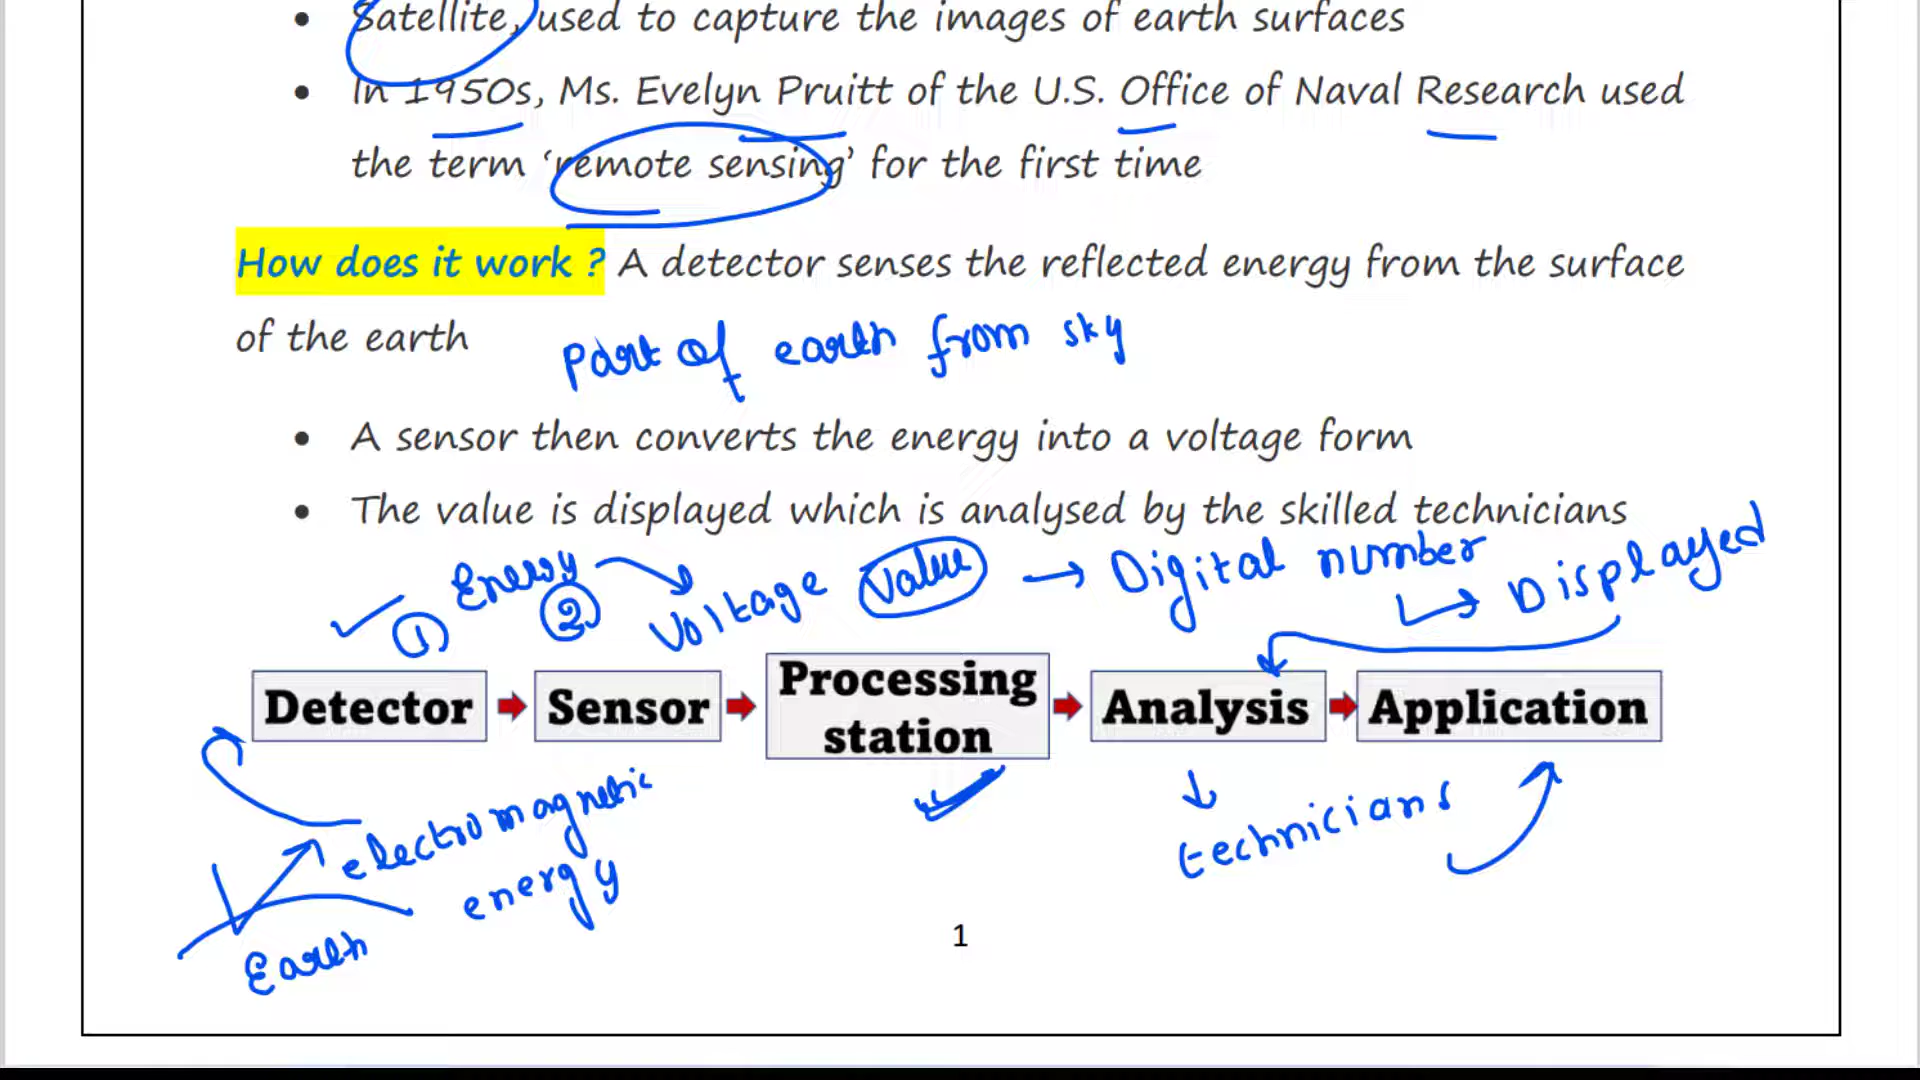 • Satellite, used to capture the images of earth surfaces
• In 1950s, Ms. Evelyn Pruitt of the U.S. Office of Naval Research used
the term ‘remote sensing’ for the first time
How does it work ? A detector senses the reflected energy from the surface
of the earth
part of earth from sky
• A sensor then converts the energy into a voltage form
• The value is displayed which is analysed by the skilled technicians
① Energy ② Voltage value → Digital number → Displayed
Detector Sensor Processing station Analysis Application
electromagnetic
energy
technicians
Earth
1